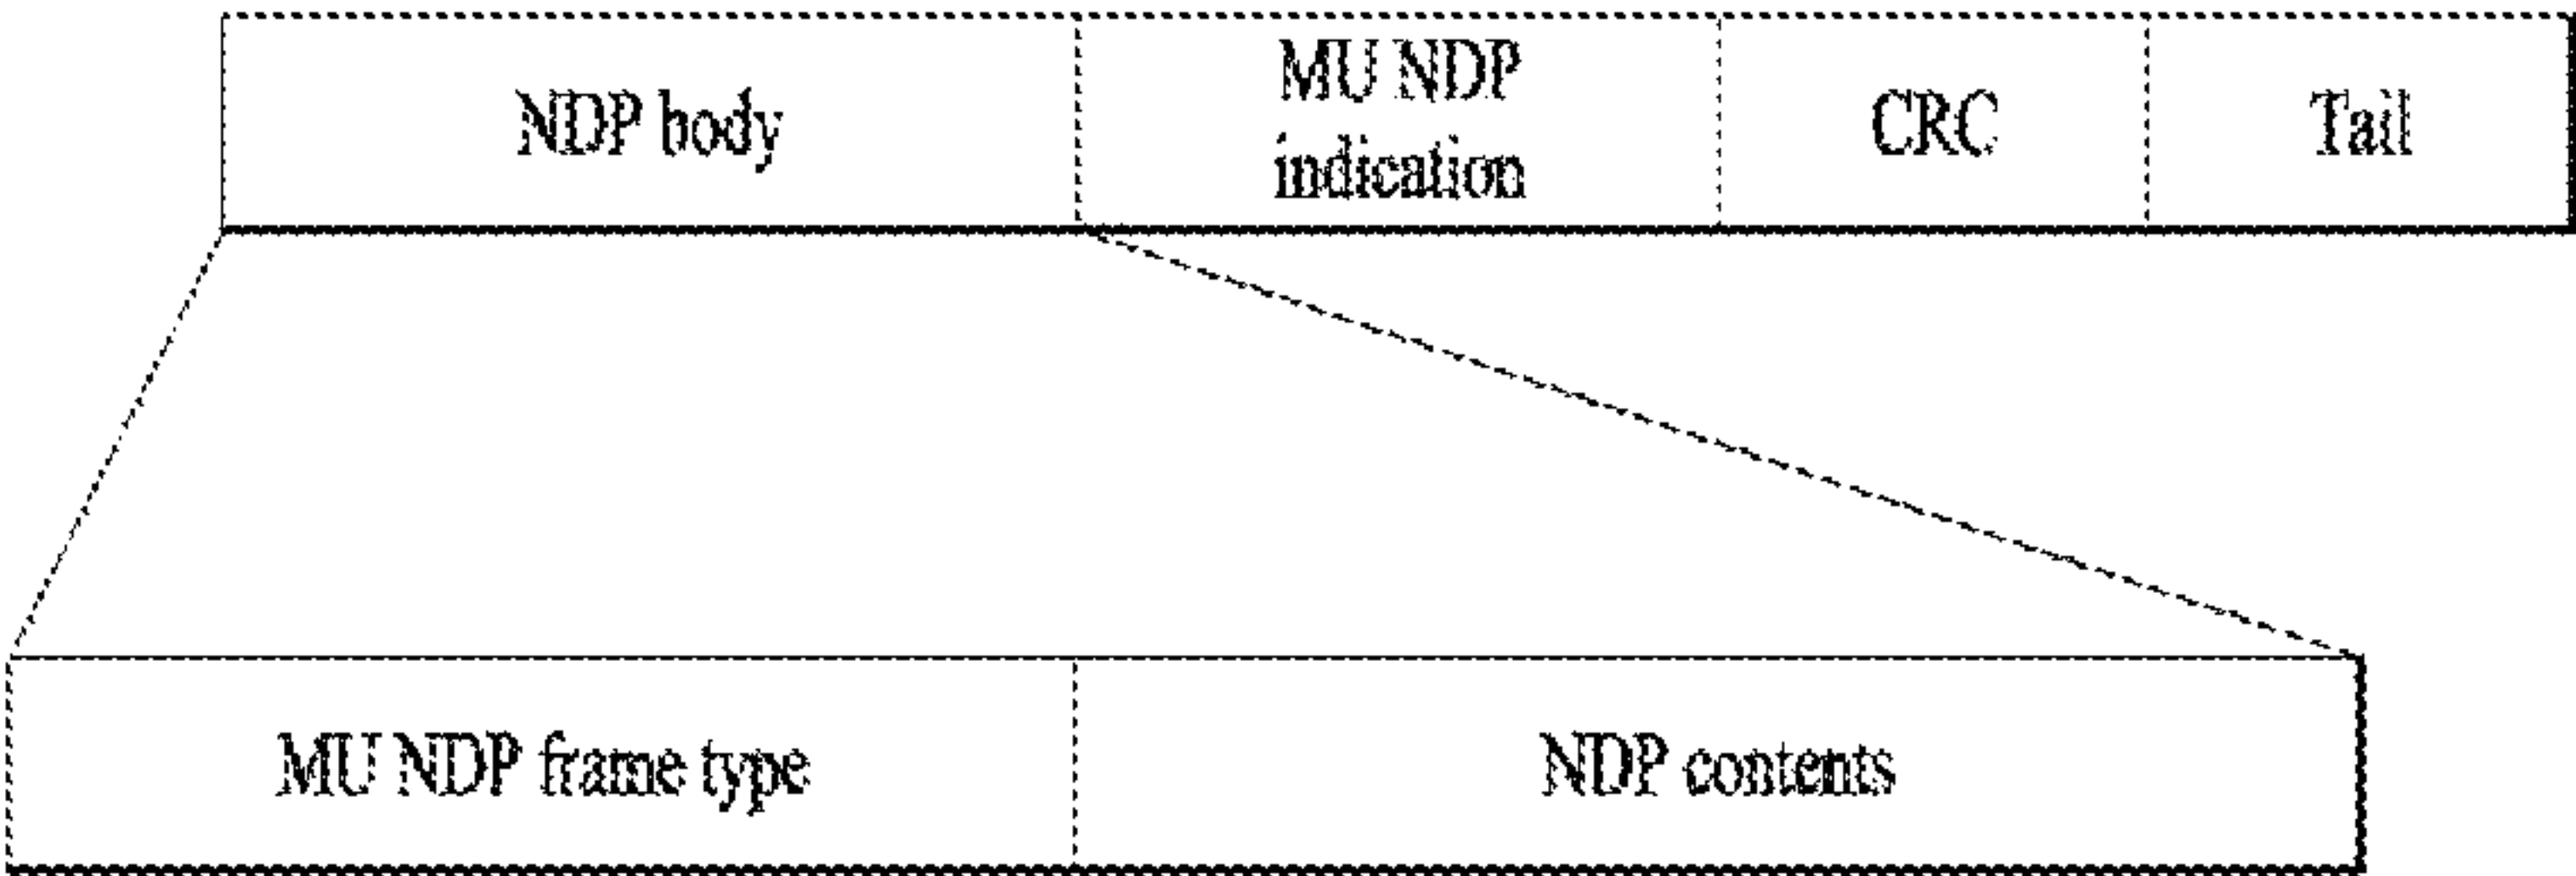 NDP body
MU NDP
indication
CRC
Tail
MU NDP frame type
NDP contents